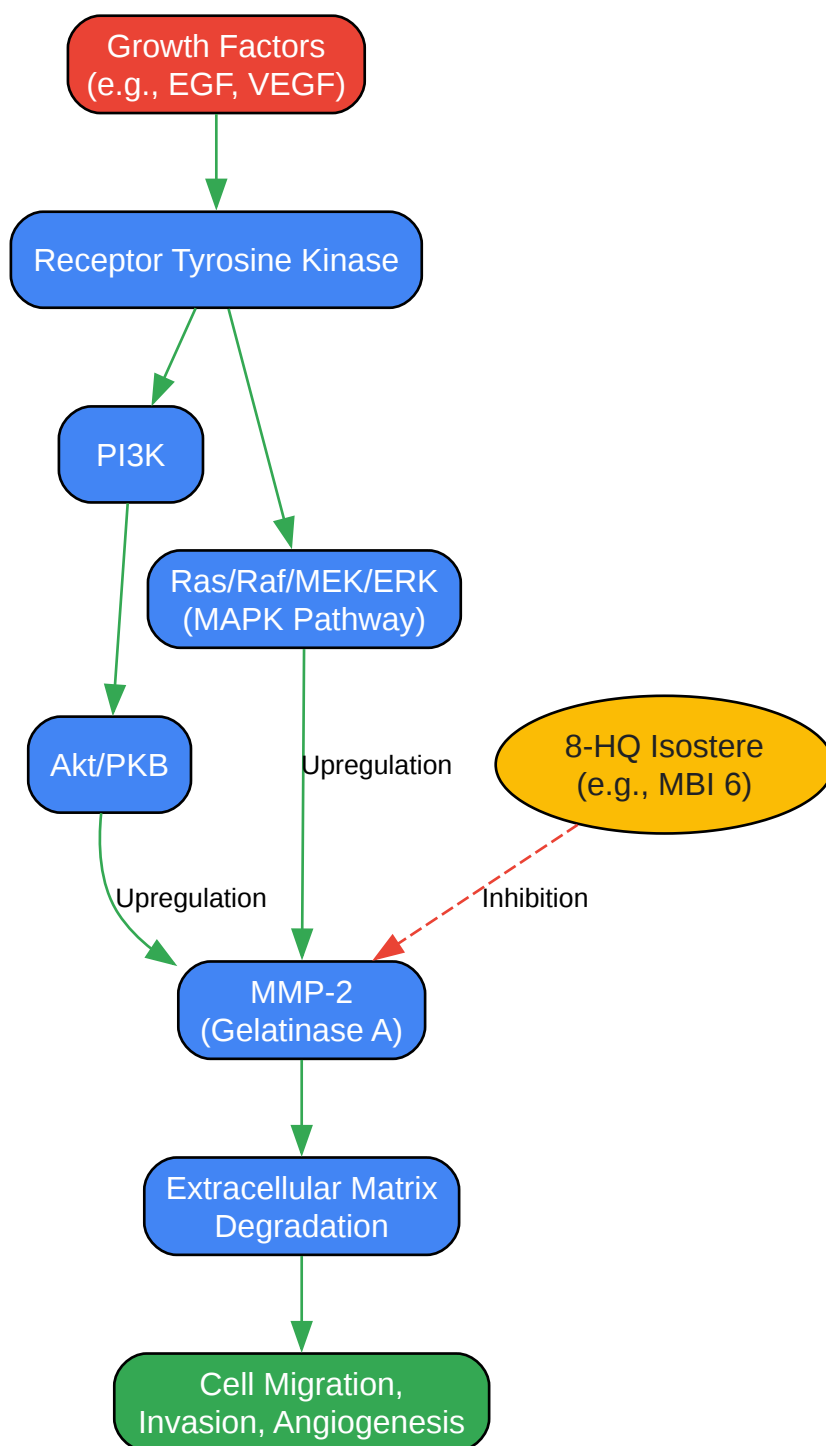 Growth Factors
(e.g., EGF, VEGF)
Receptor Tyrosine Kinase
PI3K
Ras/Raf/MEK/ERK
(MAPK Pathway)
Akt/PKB
Upregulation
8-HQ Isostere
(e.g., MBI 6)
Upregulation
Inhibition
MMP-2
(Gelatinase A)
Extracellular Matrix
Degradation
Cell Migration,
Invasion, Angiogenesis